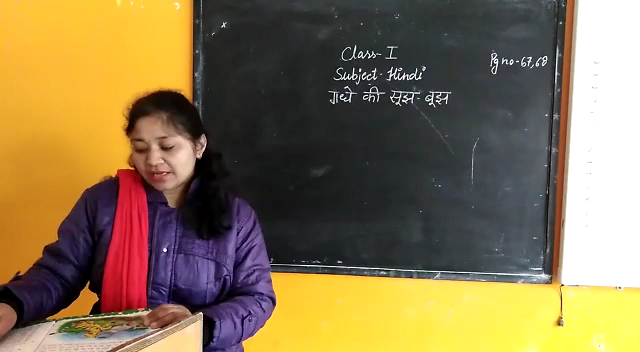 Class-I
Pg no-67,68
Subject-Hindi
गधे की सूझ-बूझ